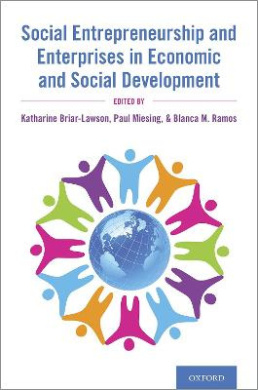 Social Entrepreneurship and
Enterprises in Economic
and Social Development
EDITED BY
Katharine Briar-Lawson, Paul Miesing, & Blanca M. Ramos
OXFORD